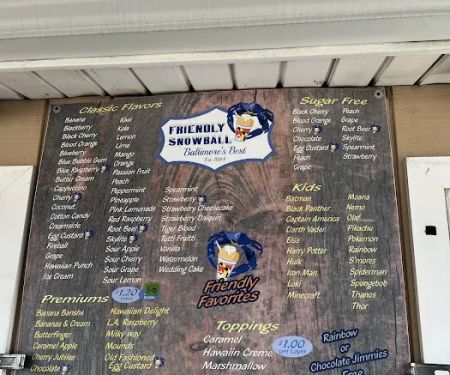 Classic Flavors
Banana
Blackberry
Black Cherry
Blood Orange
Blueberry
Blue Bubble Gum
Blue Raspberry
Butter Cream
Cappuccino
Cherry
Coconut
Cotton Candy
Creamside
Egg Custard
Fireball
Grape
Hawaiian Punch
Ice Cream
Kiwi
Kola
Lemon
Lime
Mango
Orange
Passion Fruit
Peach
Peppermint
Pineapple
Pink Lemonade
Red Raspberry
Root Beer
Skylite
Sour Apple
Sour Cherry
Sour Grape
Sour Lemon
FRIENDLY
SNOWBALL
Baltimore's Best
Spearmint
Strawberry
Strawberry Cheesecake
Strawberry Daiquiri
Tiger Blood
Tutti Frutti
Vanilla
Watermelon
Wedding Cake
Friendly
Favorites
Sugar Free
Black Cherry
Blood Orange
Cherry
Chocolate
Egg Custard
Peach
Grape
Peach
Grape
Root Beer
Skylite
Spearmint
Strawberry
Kids
Batman
Black Panther
Captain America
Darth Vader
Elsa
Harry Potter
Hulk
Iron Man
Loki
Minecraft
Moana
Nemo
Olaf
Pikachu
Pokemon
Rainbow
S'mores
Spiderman
Spongebob
Thanos
Thor
Premiums
$1.20
Banana Banshe
Bananas & Cream
Butterfinger
Caramel Apple
Cherry Jubilee
Chocolate
Hawaiian Delight
L.A. Raspberry
Milky way
Mounds
Old Fashioned
Egg Custard
Toppings
Caramel
Hawaiin Creme
Marshmallow
$1.00
Rainbow
or
Chocolate Jimmies
Free